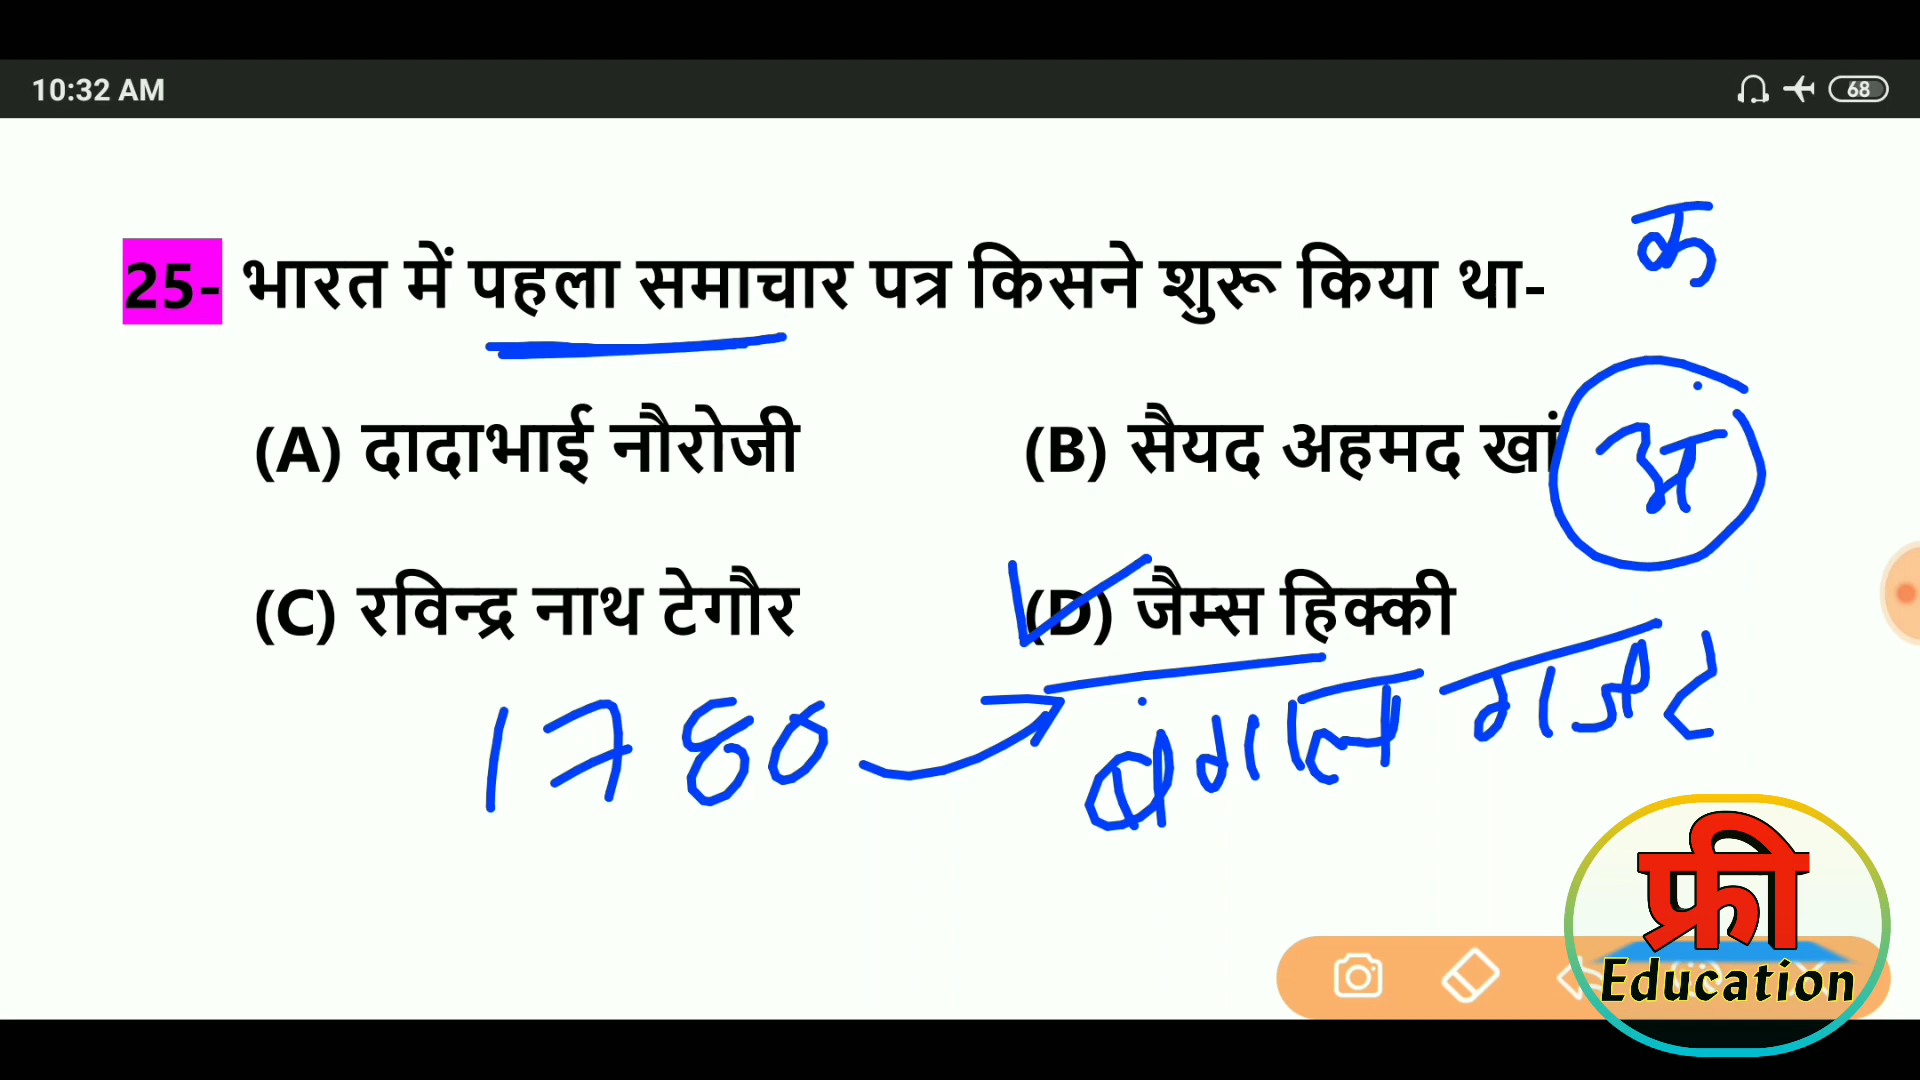 10:32 AM
68
क
25- भारत में पहला समाचार पत्र किसने शुरू किया था-
(A) दादाभाई नौरोजी
(B) सैयद अहमद खां
(C) रविन्द्र नाथ टेगौर
(D) जैम्स हिक्की
1780
बंगाल गजट
फ्री
Education